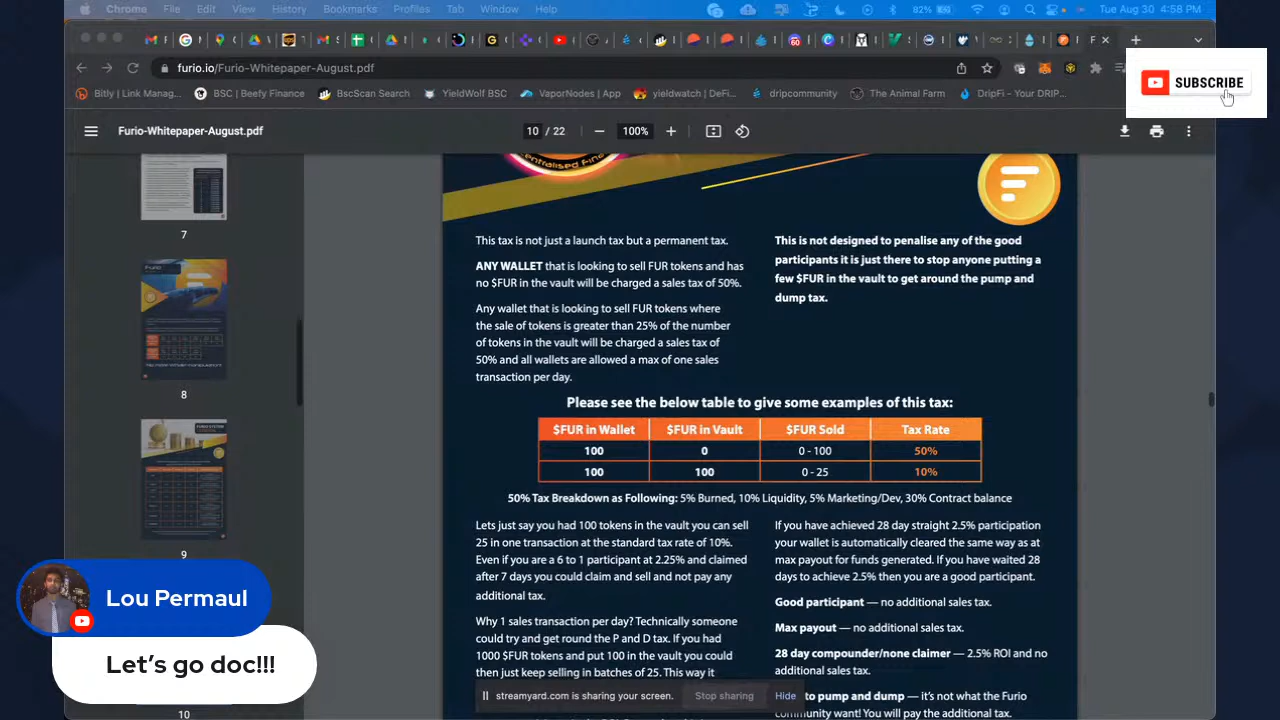 Chrome File Edit View History Bookmarks Profiles Tab Window Help
82% Tue Aug 30 4:58 PM
furio.io/Furio-Whitepaper-August.pdf
SUBSCRIBE
Bitly | Link Manag... BSC | Beefy Finance BscScan Search YieldWolf BSC VaporNodes | App yieldwatch | DeFi... dripcommunity The Animal Farm DripFi - Your DRIP...
Furio-Whitepaper-August.pdf
10 / 22
100%
7
8
9
10
This tax is not just a launch tax but a permanent tax.
ANY WALLET that is looking to sell FUR tokens and has
no $FUR in the vault will be charged a sales tax of 50%.
Any wallet that is looking to sell FUR tokens where
the sale of tokens is greater than 25% of the number
of tokens in the vault will be charged a sales tax of
50% and all wallets are allowed a max of one sales
transaction per day.
This is not designed to penalise any of the good
participants it is just there to stop anyone putting a
few $FUR in the vault to get around the pump and
dump tax.
Please see the below table to give some examples of this tax:
$FUR in Wallet $FUR in Vault $FUR Sold Tax Rate
100 0 0 - 100 50%
100 100 0 - 25 10%
50% Tax Breakdown as Following: 5% Burned, 10% Liquidity, 5% Marketing/Dev, 30% Contract balance
Lets just say you had 100 tokens in the vault you can sell
25 in one transaction at the standard tax rate of 10%.
Even if you are a 6 to 1 participant at 2.25% and claimed
after 7 days you could claim and sell and not pay any
additional tax.
Why 1 sales transaction per day? Technically someone
could try and get round the P and D tax. If you had
1000 $FUR tokens and put 100 in the vault you could
then just keep selling in batches of 25. This way it
If you have achieved 28 day straight 2.5% participation
your wallet is automatically cleared the same way as at
max payout for funds generated. If you have waited 28
days to achieve 2.5% then you are a good participant.
Good participant — no additional sales tax.
Max payout — no additional sales tax.
28 day compounder/none claimer — 2.5% ROI and no
additional sales tax.
to pump and dump — it's not what the Furio
community want! You will pay the additional tax.
streamyard.com is sharing your screen. Stop sharing Hide
Lou Permaul
Let's go doc!!!